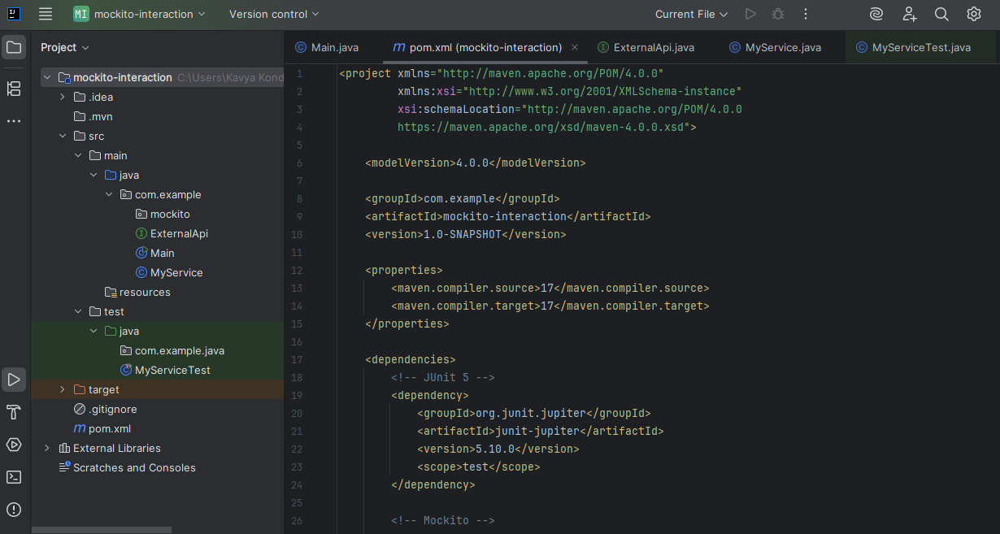 MI mockito-interaction Version control Current File
Project
mockito-interaction C:\Users\Kavya Kond
.idea
.mvn
src
main
java
com.example
mockito
ExternalApi
Main
MyService
resources
test
java
com.example.java
MyServiceTest
target
.gitignore
pom.xml
External Libraries
Scratches and Consoles
Main.java pom.xml (mockito-interaction) ExternalApi.java MyService.java MyServiceTest.java
1 <project xmlns="http://maven.apache.org/POM/4.0.0"
2 xmlns:xsi="http://www.w3.org/2001/XMLSchema-instance"
3 xsi:schemaLocation="http://maven.apache.org/POM/4.0.0
4 https://maven.apache.org/xsd/maven-4.0.0.xsd">
5
6 <modelVersion>4.0.0</modelVersion>
7
8 <groupId>com.example</groupId>
9 <artifactId>mockito-interaction</artifactId>
10 <version>1.0-SNAPSHOT</version>
11
12 <properties>
13 <maven.compiler.source>17</maven.compiler.source>
14 <maven.compiler.target>17</maven.compiler.target>
15 </properties>
16
17 <dependencies>
18 <!-- JUnit 5 -->
19 <dependency>
20 <groupId>org.junit.jupiter</groupId>
21 <artifactId>junit-jupiter</artifactId>
22 <version>5.10.0</version>
23 <scope>test</scope>
24 </dependency>
25
26 <!-- Mockito -->